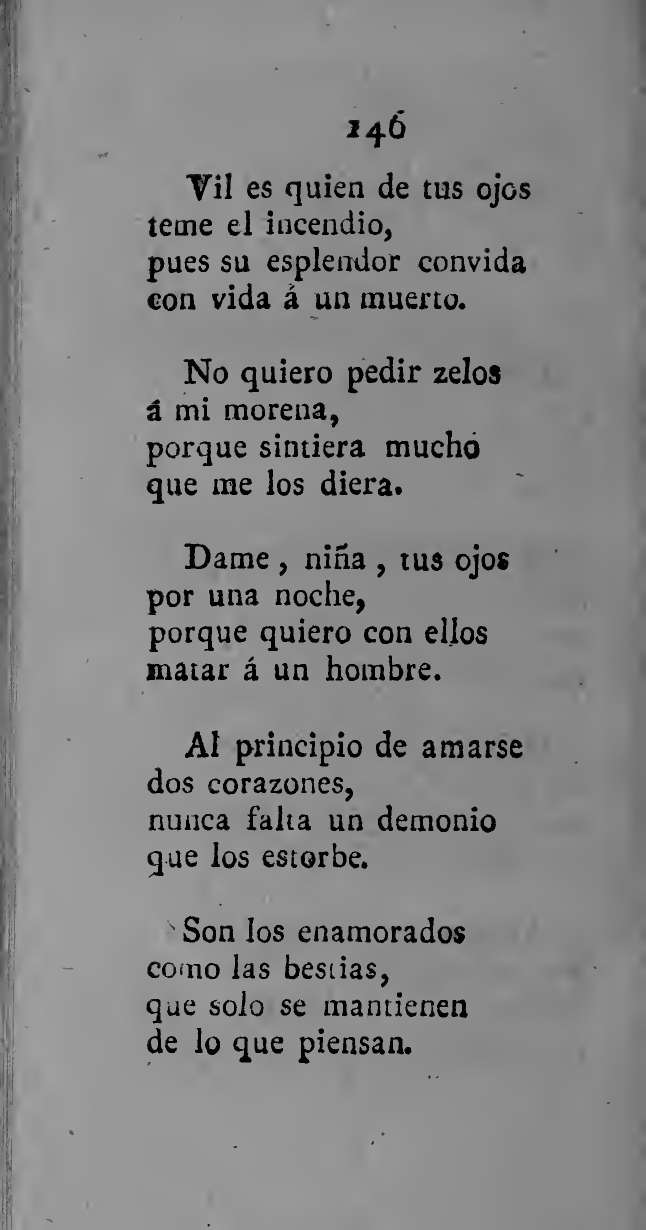 146
Vil es quien de tus ojos
teme el incendio,
pues su esplendor convida
con vida á un muerto.
No quiero pedir zelos
á mi morena,
porque sintiera mucho
que me los diera.
Dame , niña , tus ojos
por una noche,
porque quiero con ellos
matar á un hombre.
Al principio de amarse
dos corazones,
nunca falta un demonio
que los estorbe.
Son los enamorados
como las bestias,
que solo se mantienen
de lo que piensan.